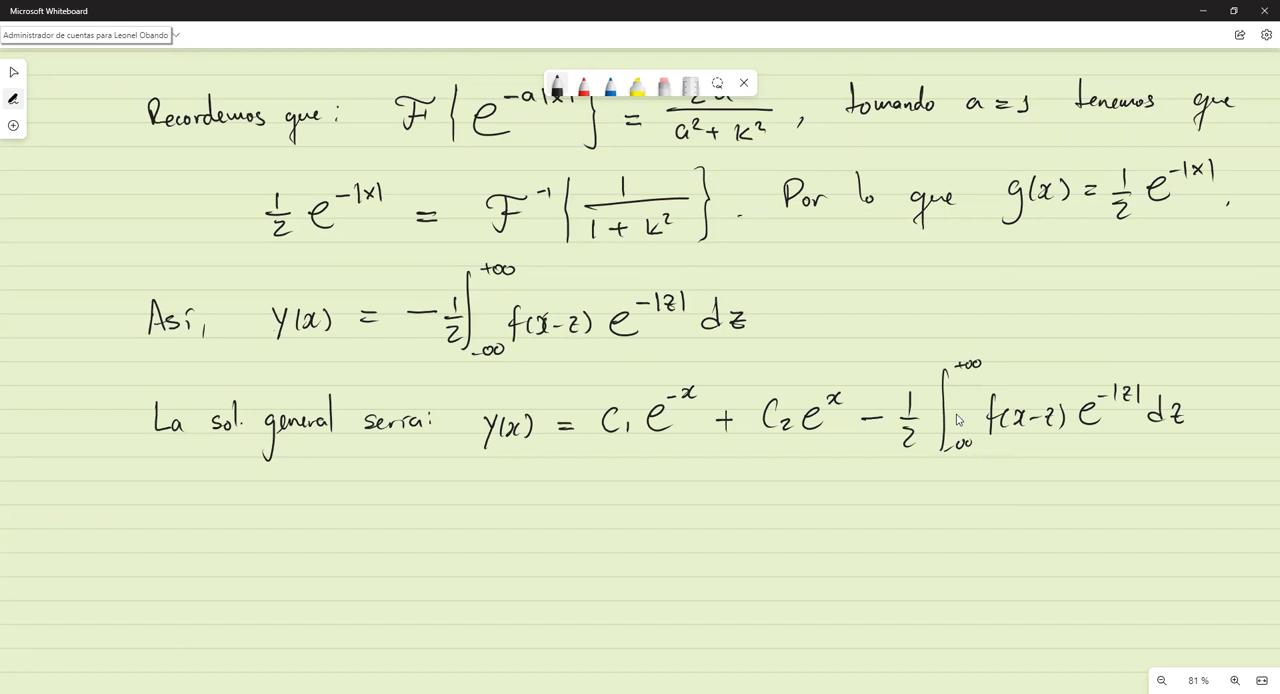 Microsoft Whiteboard
Administrador de cuentas para Leonel Obando
Recordemos que: ℱ{e^{-a|x|}} = 2a/(a² + k²), tomando a = 1 tenemos que
1/2 e^{-|x|} = ℱ^{-1}{1/(1 + k²)}. Por lo que g(x) = 1/2 e^{-|x|},
Así, y(x) = -1/2 ∫_{-∞}^{+∞} f(x-z) e^{-|z|} dz
La sol. general serra: y(x) = C₁ e^{-x} + C₂ e^{x} - 1/2 ∫_{-∞}^{+∞} f(x-z) e^{-|z|} dz
81 %